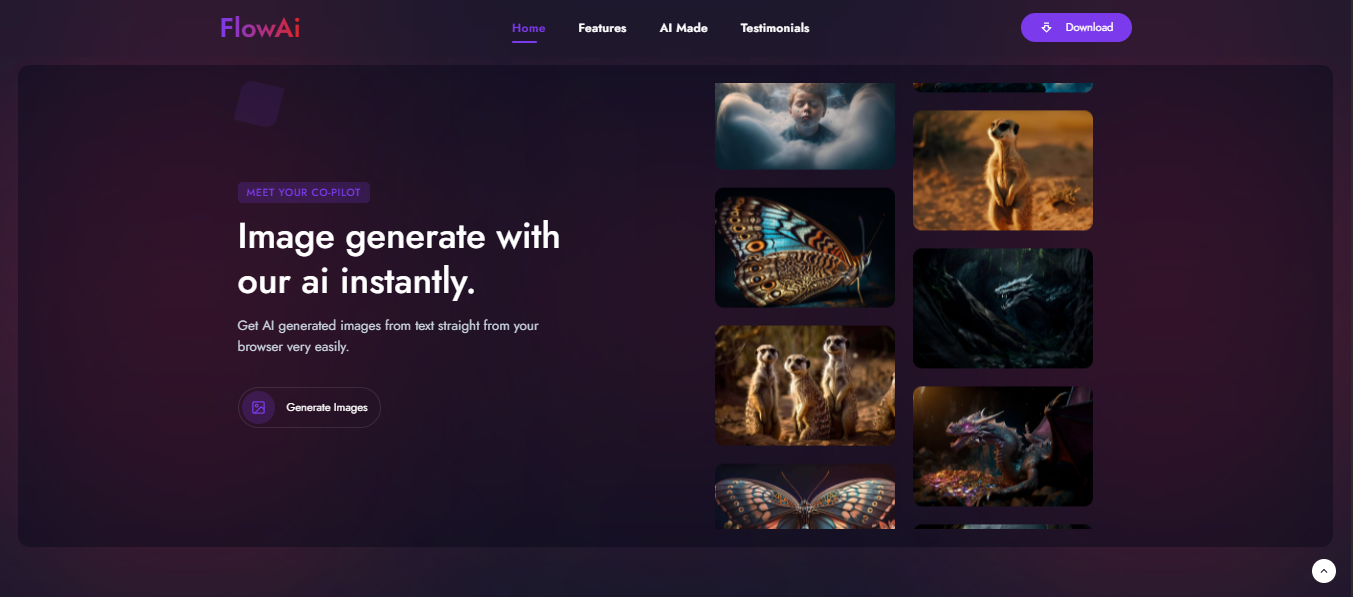 FlowAi
Home
Features
AI Made
Testimonials
Download
MEET YOUR CO-PILOT
Image generate with
our ai instantly.
Get AI generated images from text straight from your
browser very easily.
Generate Images